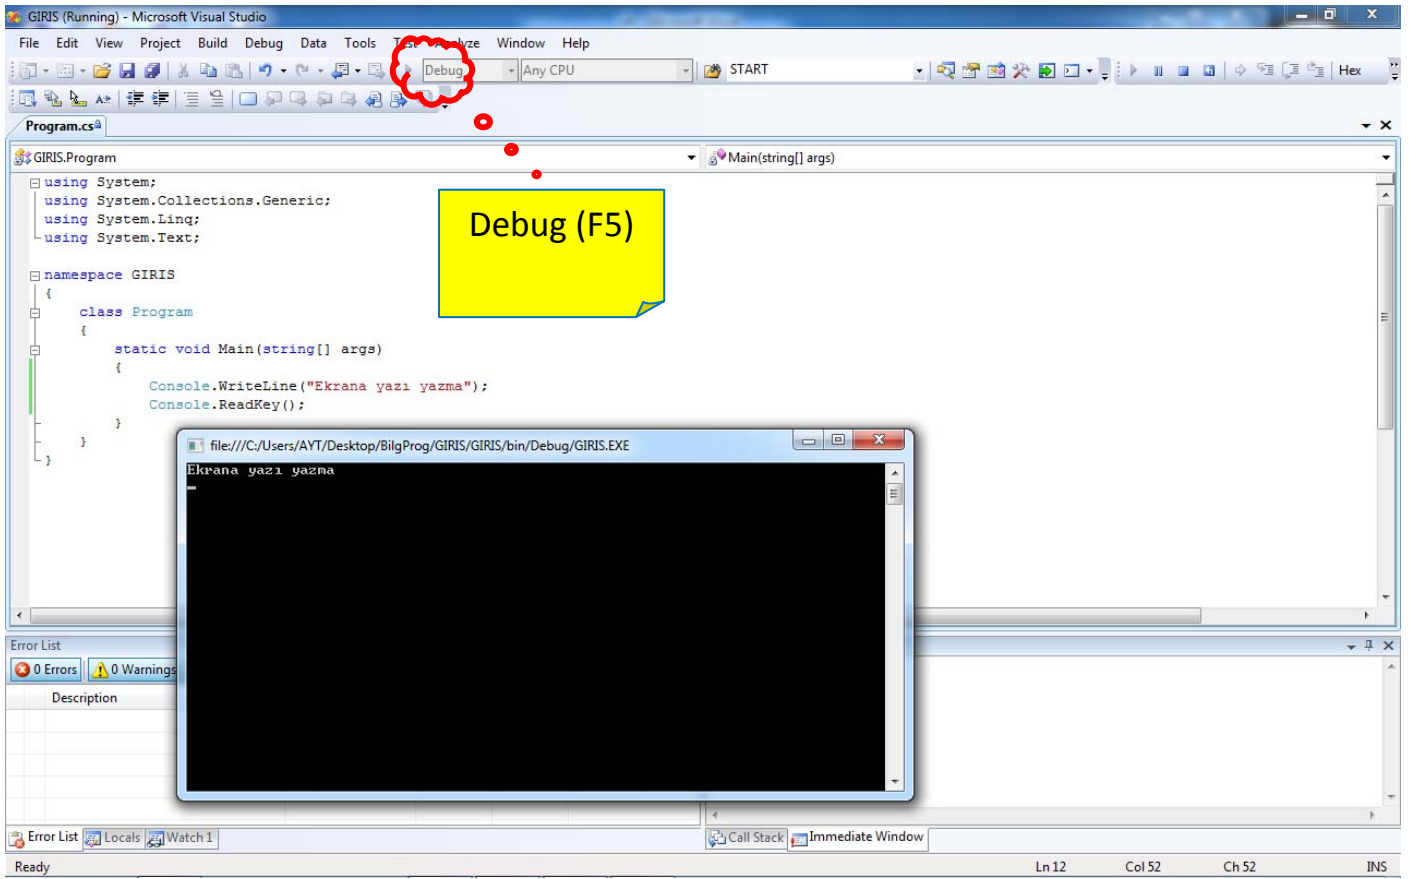 GIRIS (Running) - Microsoft Visual Studio
File Edit View Project Build Debug Data Tools Test Analyze Window Help
Debug Any CPU START Hex
Program.cs
GIRIS.Program Main(string[] args)
using System;
using System.Collections.Generic;
using System.Linq;
using System.Text;
Debug (F5)
namespace GIRIS
{
class Program
{
static void Main(string[] args)
{
Console.WriteLine("Ekrana yazı yazma");
Console.ReadKey();
}
}
}
file:///C:/Users/AYT/Desktop/BilgProg/GIRIS/GIRIS/bin/Debug/GIRIS.EXE
Ekrana yazı yazma
Error List
0 Errors 0 Warnings
Description
Error List Locals Watch 1 Call Stack Immediate Window
Ready Ln 12 Col 52 Ch 52 INS